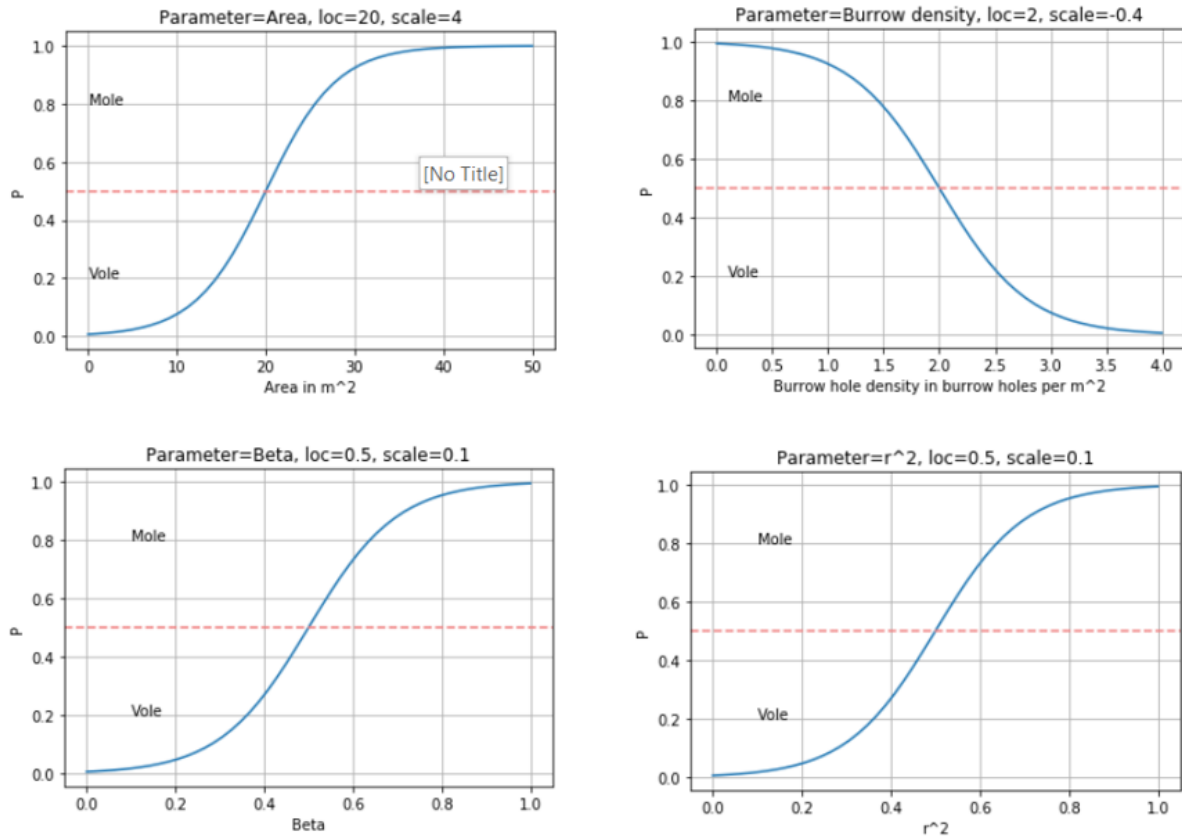 Parameter=Area, loc=20, scale=4
1.0
0.8
0.6
0.4
0.2
0.0
P
Mole
[No Title]
Vole
0 10 20 30 40 50
Area in m^2
Parameter=Burrow density, loc=2, scale=-0.4
1.0
0.8
0.6
0.4
0.2
0.0
P
Mole
Vole
0.0 0.5 1.0 1.5 2.0 2.5 3.0 3.5 4.0
Burrow hole density in burrow holes per m^2
Parameter=Beta, loc=0.5, scale=0.1
1.0
0.8
0.6
0.4
0.2
0.0
P
Mole
Vole
0.0 0.2 0.4 0.6 0.8 1.0
Beta
Parameter=r^2, loc=0.5, scale=0.1
1.0
0.8
0.6
0.4
0.2
0.0
P
Mole
Vole
0.0 0.2 0.4 0.6 0.8 1.0
r^2